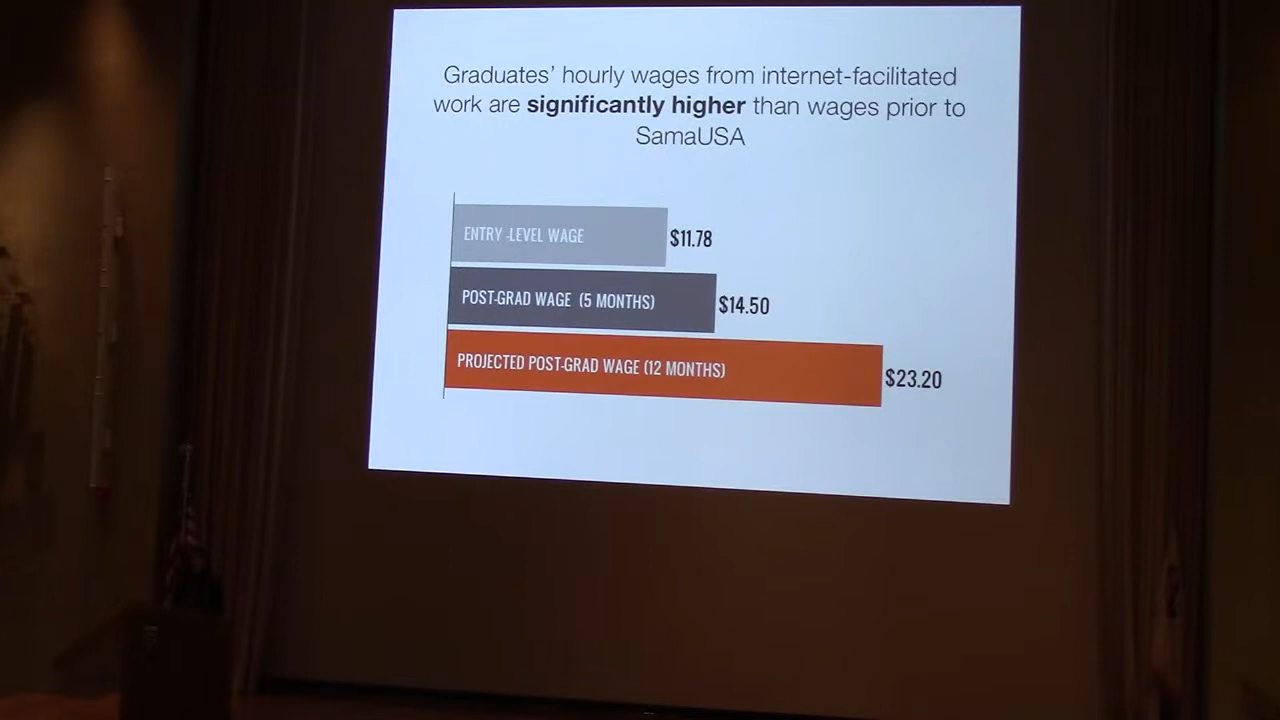 Graduates' hourly wages from internet-facilitated
work are significantly higher than wages prior to
SamaUSA
ENTRY -LEVEL WAGE
$11.78
POST-GRAD WAGE (5 MONTHS)
$14.50
PROJECTED POST-GRAD WAGE (12 MONTHS)
$23.20